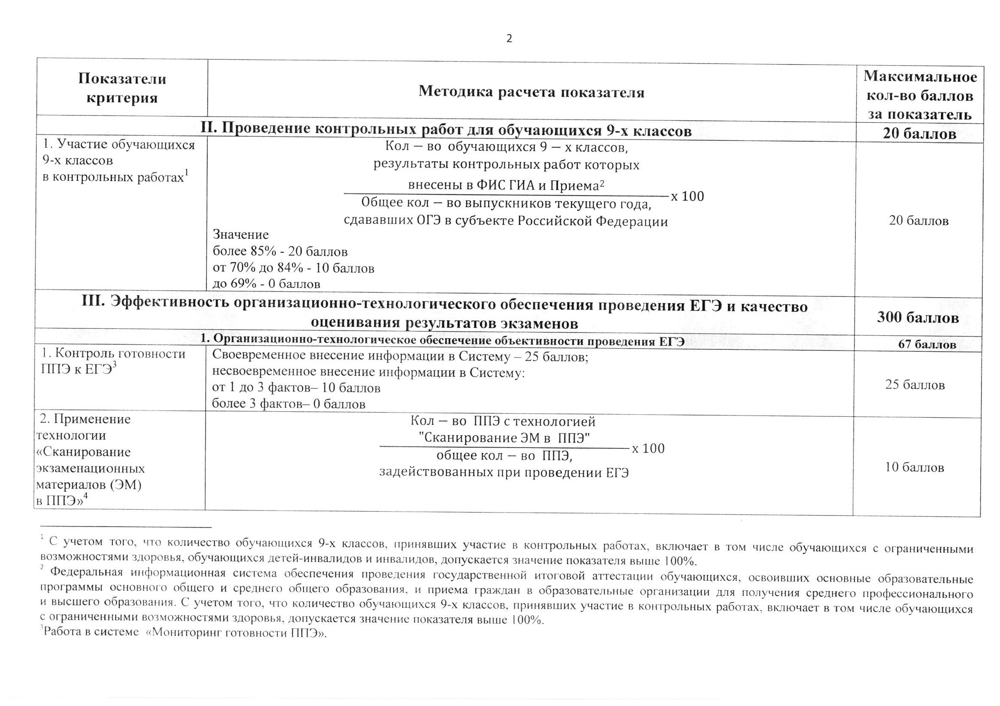 2
Показатели
критерия
Методика расчета показателя
Максимальное
кол-во баллов
за показатель
II. Проведение контрольных работ для обучающихся 9-х классов
20 баллов
1. Участие обучающихся
9-х классов
в контрольных работах1
Кол – во обучающихся 9 – х классов,
результаты контрольных работ которых
внесены в ФИС ГИА и Приема2
x 100
Общее кол – во выпускников текущего года,
сдававших ОГЭ в субъекте Российской Федерации
Значение
более 85% - 20 баллов
от 70% до 84% - 10 баллов
до 69% - 0 баллов
20 баллов
III. Эффективность организационно-технологического обеспечения проведения ЕГЭ и качество
оценивания результатов экзаменов
300 баллов
1. Организационно-технологическое обеспечение объективности проведения ЕГЭ
67 баллов
1. Контроль готовности
ППЭ к ЕГЭ3
Своевременное внесение информации в Систему – 25 баллов;
несвоевременное внесение информации в Систему:
от 1 до 3 фактов– 10 баллов
более 3 фактов– 0 баллов
25 баллов
2. Применение
технологии
«Сканирование
экзаменационных
материалов (ЭМ)
в ППЭ»4
Кол – во ППЭ с технологией
"Сканирование ЭМ в ППЭ"
x 100
общее кол – во ППЭ,
задействованных при проведении ЕГЭ
10 баллов
1 С учетом того, что количество обучающихся 9-х классов, принявших участие в контрольных работах, включает в том числе обучающихся с ограниченными
возможностями здоровья, обучающихся детей-инвалидов и инвалидов, допускается значение показателя выше 100%.
2 Федеральная информационная система обеспечения проведения государственной итоговой аттестации обучающихся, освоивших основные образовательные
программы основного общего и среднего общего образования, и приема граждан в образовательные организации для получения среднего профессионального
и высшего образования. С учетом того, что количество обучающихся 9-х классов, принявших участие в контрольных работах, включает в том числе обучающихся
с ограниченными возможностями здоровья, допускается значение показателя выше 100%.
3Работа в системе «Мониторинг готовности ППЭ».